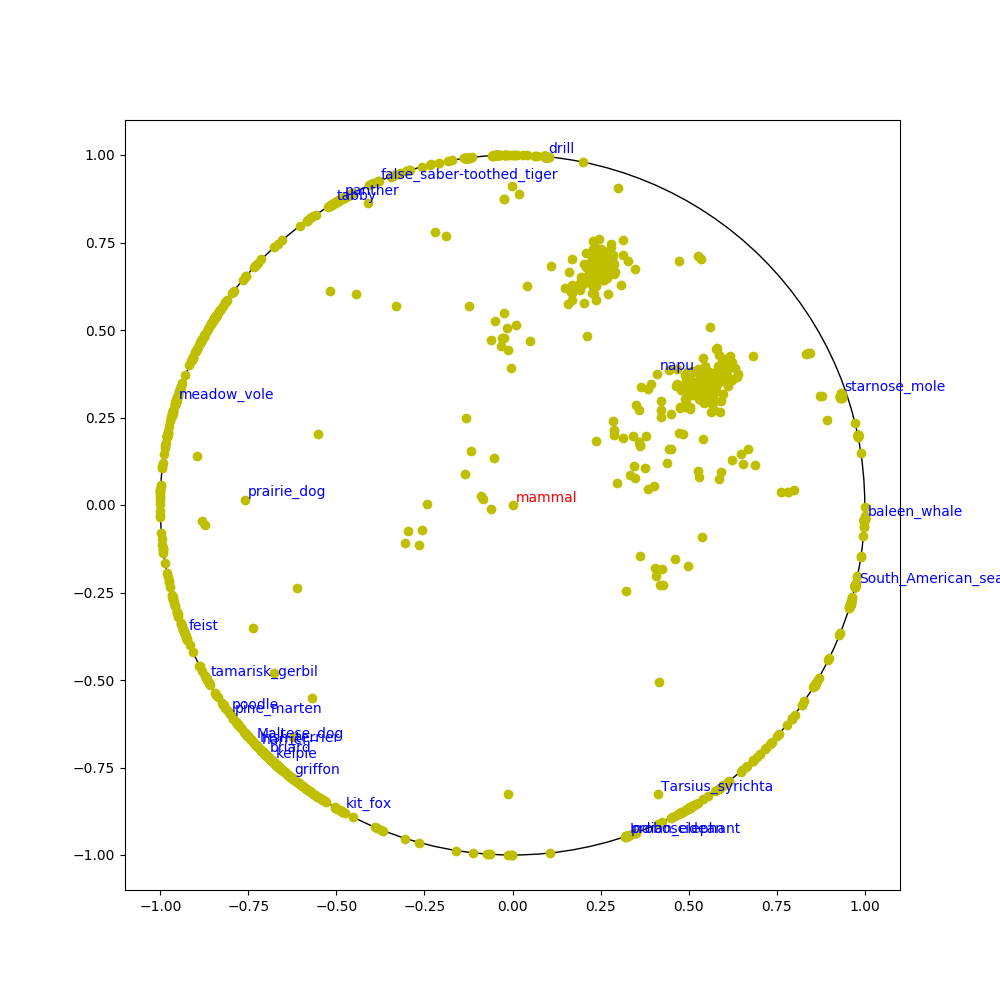 1.00
0.75
0.50
0.25
0.00
−0.25
−0.50
−0.75
−1.00
drill
false_saber-toothed_tiger
panther
tabby
napu
starnose_mole
meadow_vole
prairie_dog
mammal
baleen_whale
South_American_sea
feist
tamarisk_gerbil
poodle
pine_marten
Maltese_dog
briard
kelpie
griffon
kit_fox
Tarsius_syrichta
−1.00 −0.75 −0.50 −0.25 0.00 0.25 0.50 0.75 1.00